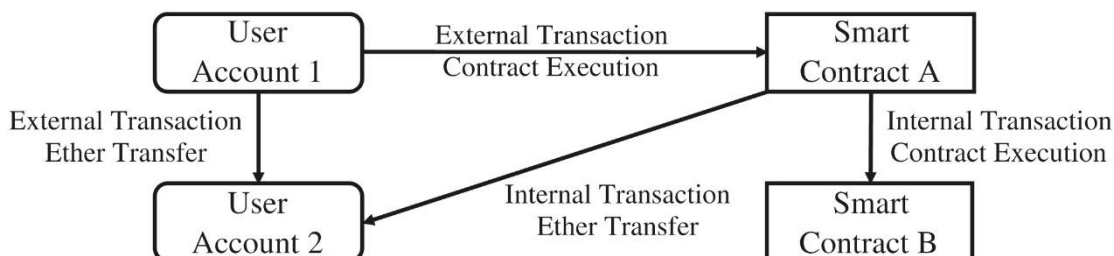 User
Account 1
External Transaction
Contract Execution
Smart
Contract A
External Transaction
Ether Transfer
Internal Transaction
Contract Execution
Internal Transaction
Ether Transfer
User
Account 2
Smart
Contract B